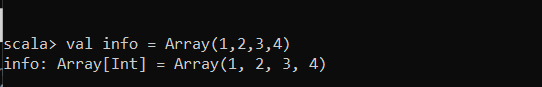 scala> val info = Array(1,2,3,4)
info: Array[Int] = Array(1, 2, 3, 4)